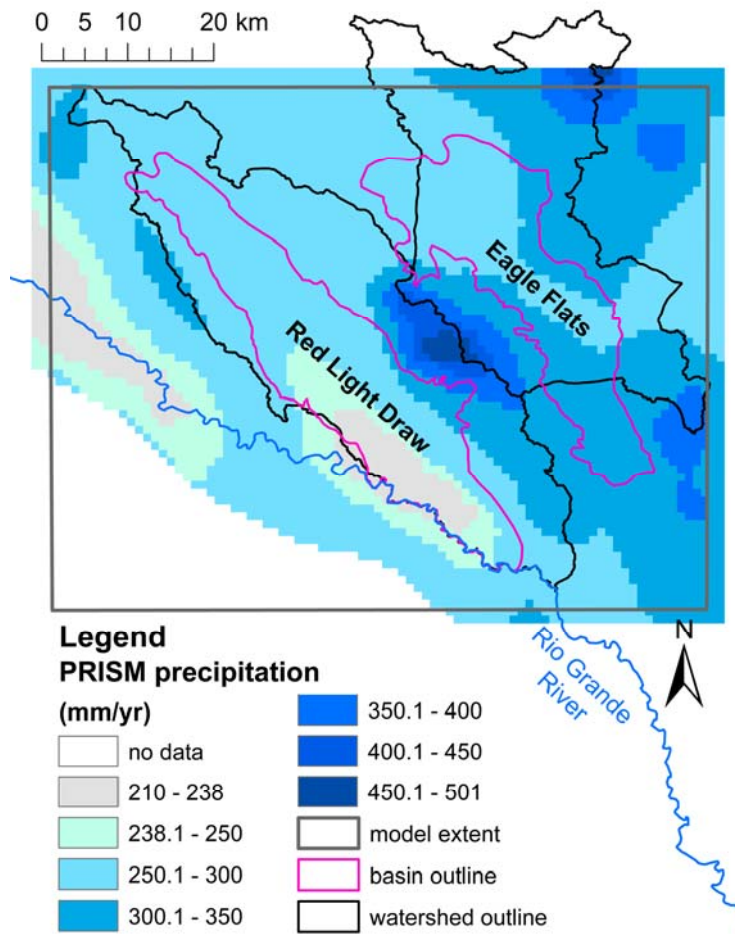 0 5 10 20 km
Eagle Flats
Red Light Draw
Rio Grande
River
N
Legend
PRISM precipitation
(mm/yr)
no data
210 - 238
238.1 - 250
250.1 - 300
300.1 - 350
350.1 - 400
400.1 - 450
450.1 - 501
model extent
basin outline
watershed outline